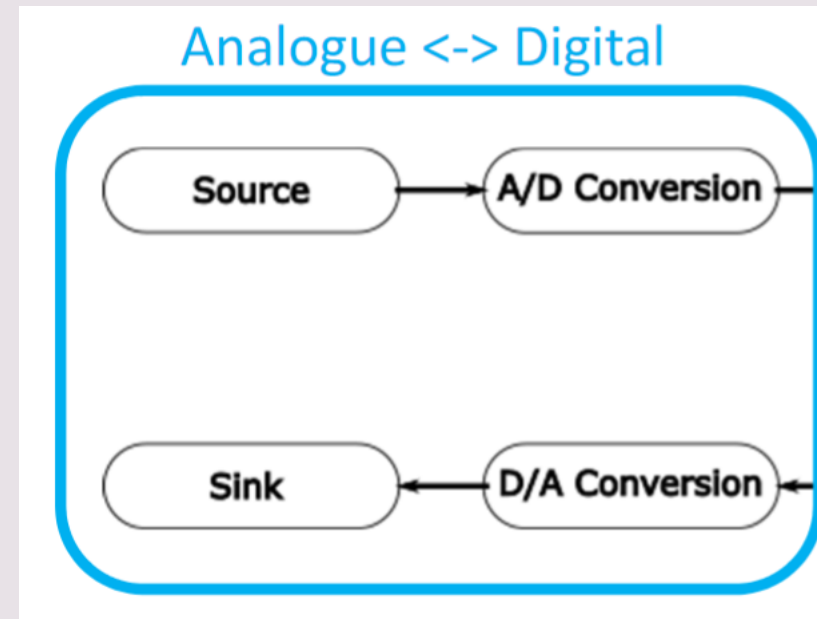 Analogue <-> Digital
Source
A/D Conversion
Sink
D/A Conversion